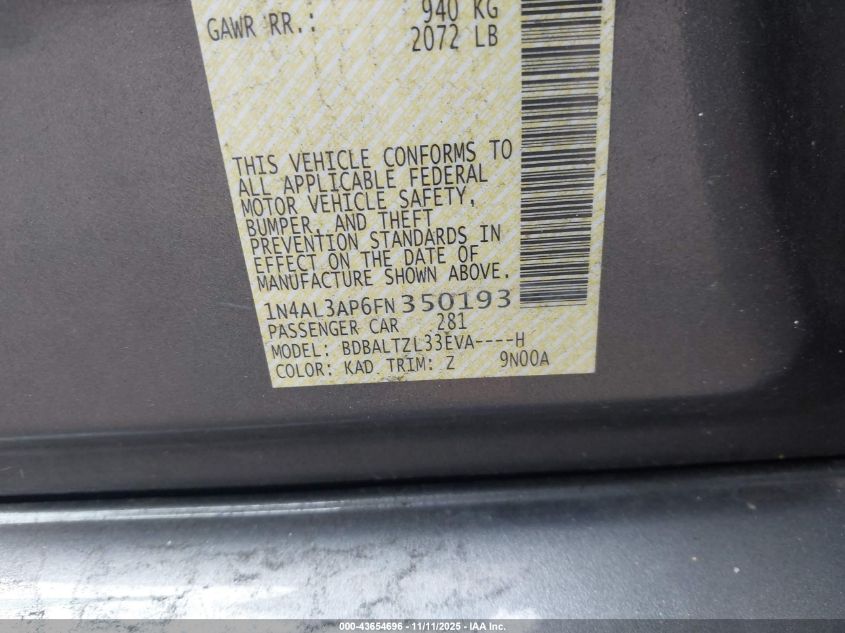 GAWR RR.: 940 KG
2072 LB
THIS VEHICLE CONFORMS TO
ALL APPLICABLE FEDERAL
MOTOR VEHICLE SAFETY,
BUMPER, AND THEFT
PREVENTION STANDARDS IN
EFFECT ON THE DATE OF
MANUFACTURE SHOWN ABOVE.
1N4AL3AP6FN350193
PASSENGER CAR 281
MODEL: BDBALTZL33EVA----H
COLOR: KAD TRIM: Z 9N00A
000-43654696 - 11/11/2025 - IAA Inc.